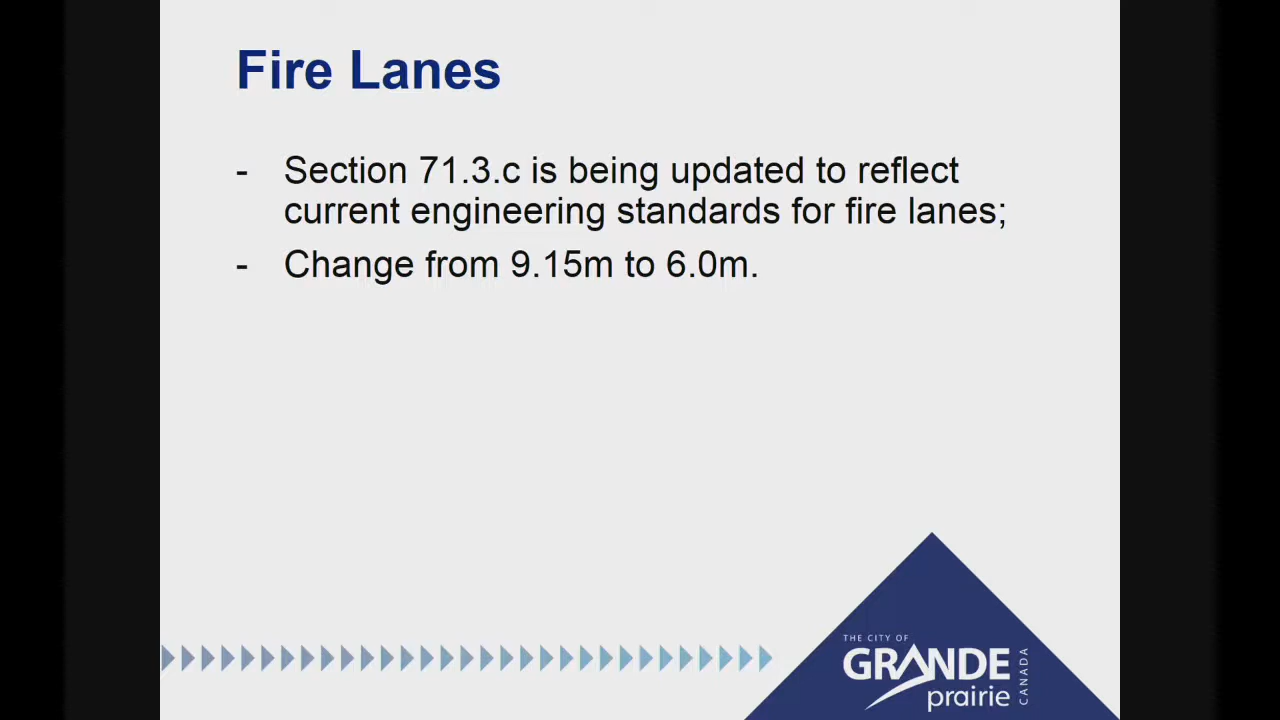 Fire Lanes
- Section 71.3.c is being updated to reflect
current engineering standards for fire lanes;
- Change from 9.15m to 6.0m.
THE CITY OF
GRANDE
prairie
CANADA